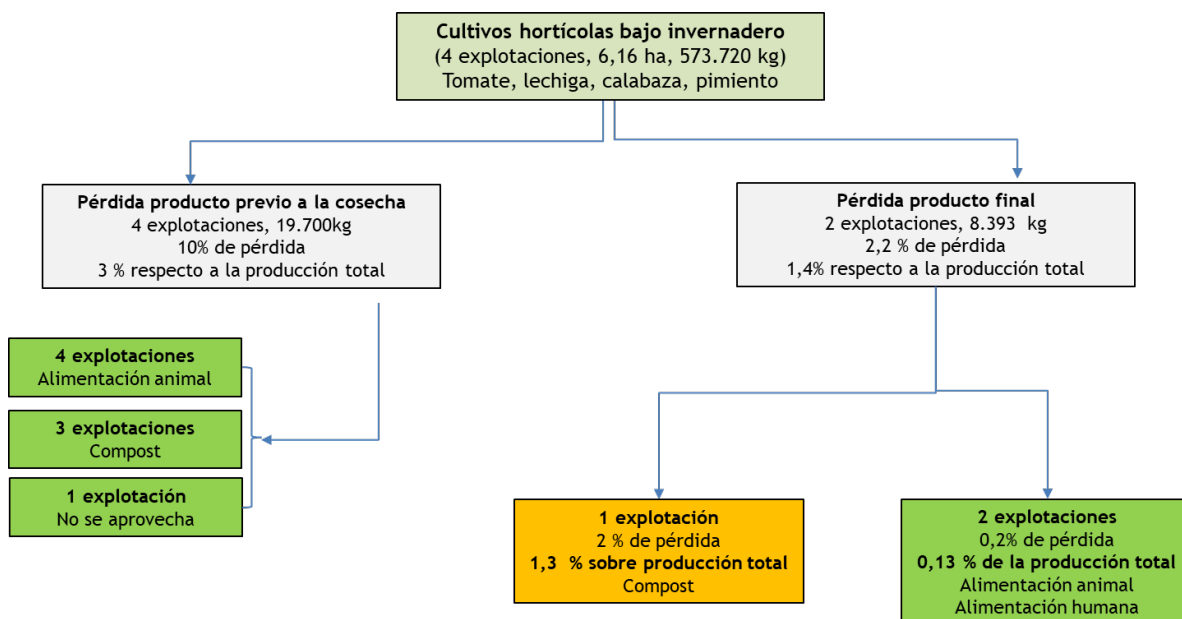 Cultivos hortícolas bajo invernadero
(4 explotaciones, 6,16 ha, 573.720 kg)
Tomate, lechiga, calabaza, pimiento
Pérdida producto previo a la cosecha
4 explotaciones, 19.700kg
10% de pérdida
3 % respecto a la producción total
Pérdida producto final
2 explotaciones, 8.393 kg
2,2 % de pérdida
1,4% respecto a la producción total
4 explotaciones
Alimentación animal
3 explotaciones
Compost
1 explotación
No se aprovecha
1 explotación
2 % de pérdida
1,3 % sobre producción total
Compost
2 explotaciones
0,2% de pérdida
0,13 % de la producción total
Alimentación animal
Alimentación humana